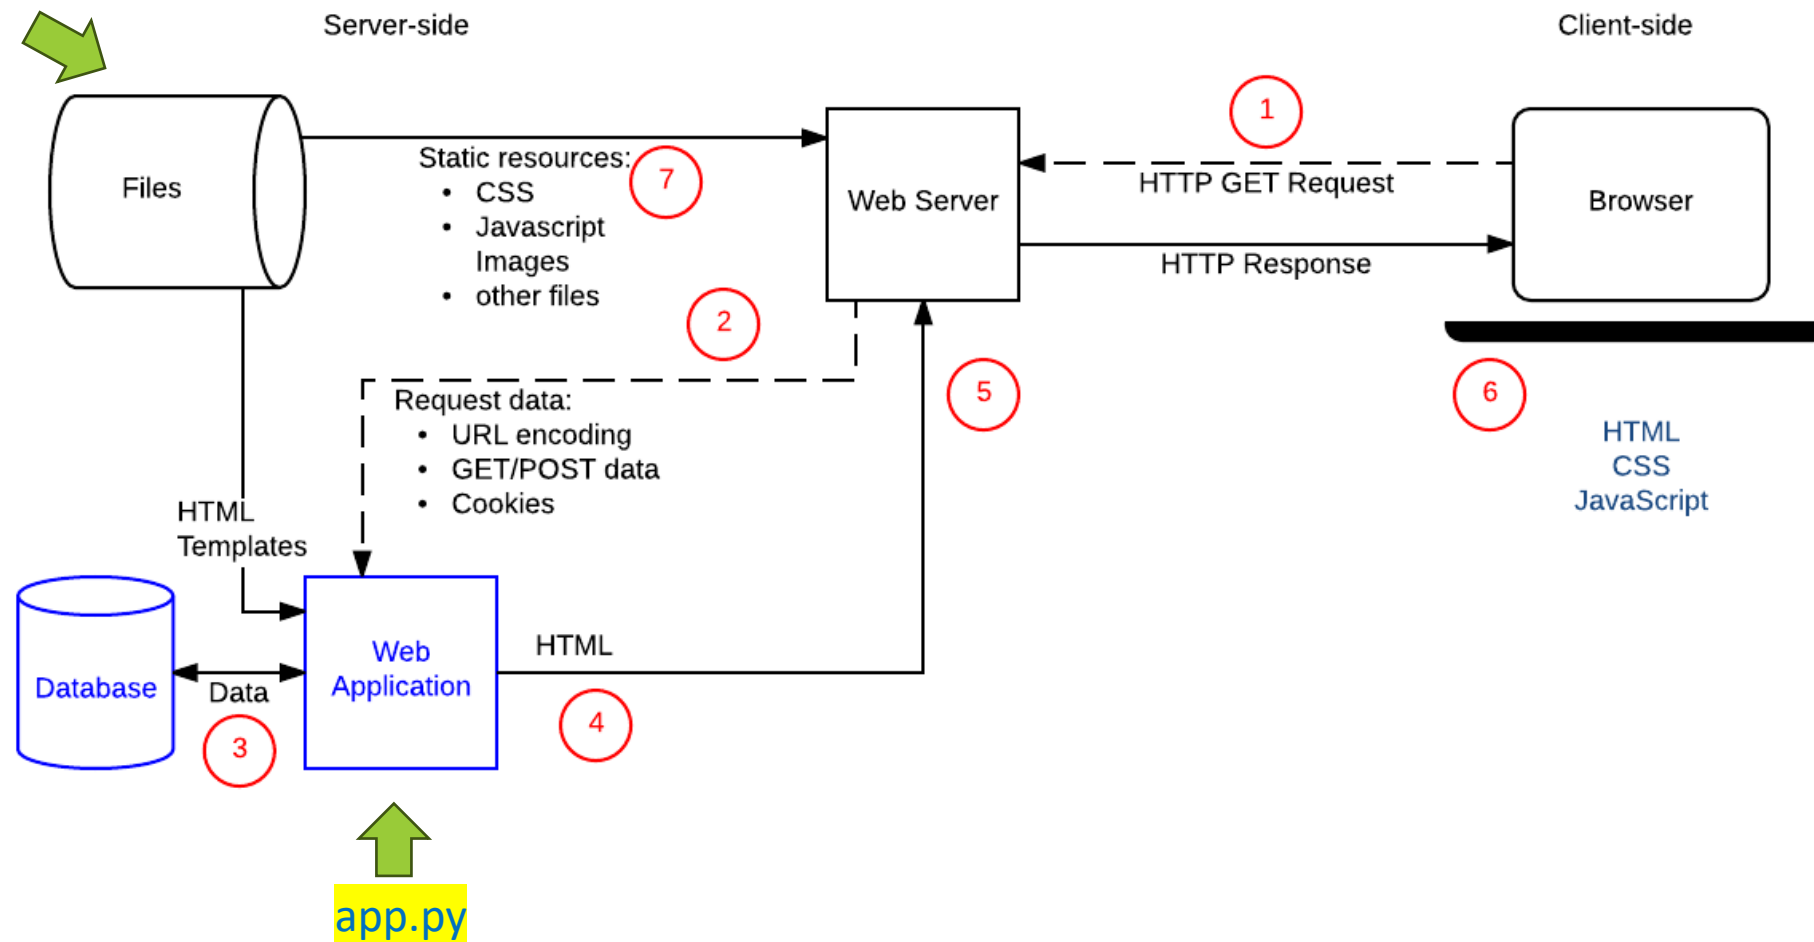 Server-side
Client-side
Files
Static resources:
• CSS
• Javascript
Images
• other files
7
Web Server
1
HTTP GET Request
HTTP Response
Browser
2
Request data:
• URL encoding
• GET/POST data
• Cookies
5
6
HTML
CSS
JavaScript
HTML
Templates
Database
Data
3
Web
Application
HTML
4
app.py